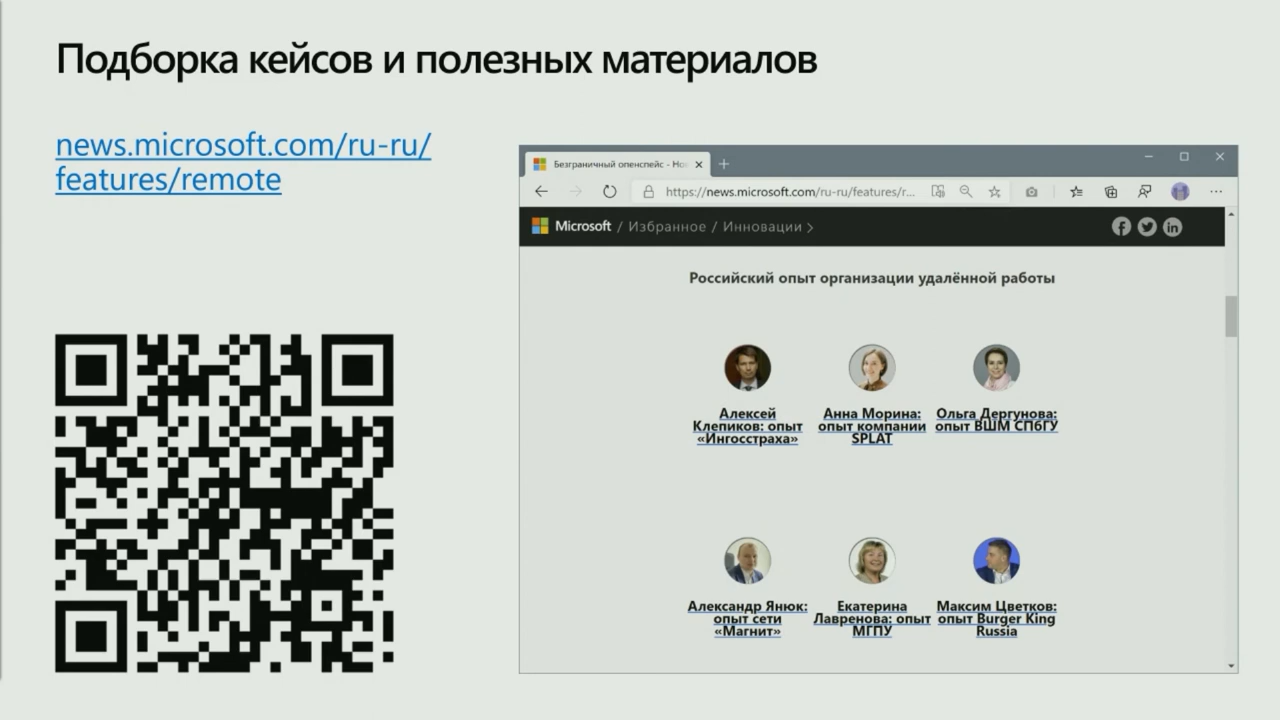 Подборка кейсов и полезных материалов
news.microsoft.com/ru-ru/
features/remote
Безграничный опенспейс - Но
https://news.microsoft.com/ru-ru/features/r...
Microsoft / Избранное / Инновации
Российский опыт организации удалённой работы
Алексей
Клепиков: опыт
«Ингосстраха»
Анна Морина:
опыт компании
SPLAT
Ольга Дергунова:
опыт ВШМ СПбГУ
Александр Янюк:
опыт сети
«Магнит»
Екатерина
Лавренова: опыт
МГПУ
Максим Цветков:
опыт Burger King
Russia